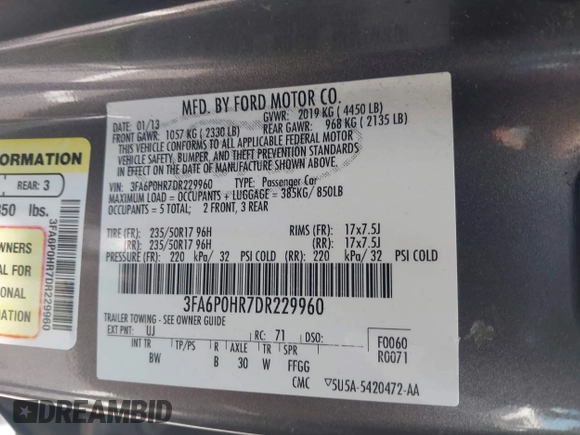 MFD. BY FORD MOTOR CO.
DATE: 01/13
GVWR: 2019 KG ( 4450 LB)
FRONT GAWR: 1057 KG ( 2330 LB)
REAR GAWR: 968 KG ( 2135 LB)
THIS VEHICLE CONFORMS TO ALL APPLICABLE FEDERAL MOTOR
VEHICLE SAFETY, BUMPER, AND THEFT PREVENTION STANDARDS
IN EFFECT ON THE DATE OF MANUFACTURE SHOWN ABOVE.
VIN: 3FA6P0HR7DR229960 TYPE: Passenger Car
MAXIMUM LOAD = OCCUPANTS + LUGGAGE = 385KG/ 850LB
OCCUPANTS = 5 TOTAL; 2 FRONT, 3 REAR
TIRE (FR): 235/50R17 96H RIMS (FR): 17x7.5J
(RR): 235/50R17 96H (RR): 17x7.5J
PRESSURE (FR): 220 kPa/ 32 PSI COLD (RR): 220 kPa/ 32 PSI COLD
3FA6P0HR7DR229960
TRAILER TOWING - SEE OWNER GUIDE
EXT PNT: UJ RC: 71 DSO:
F0060
R0071
INT TR TP/PS R AXLE TR SPR
BW B 30 W FFGG
CMC ▽5U5A-5420472-AA
FORMATION
REAR: 3
850 lbs.
OWNERS
AL FOR
ONAL
ATION
3FA6P0HR7DR229960
© 2024 BidCars, LLC. All Rights Reserved.